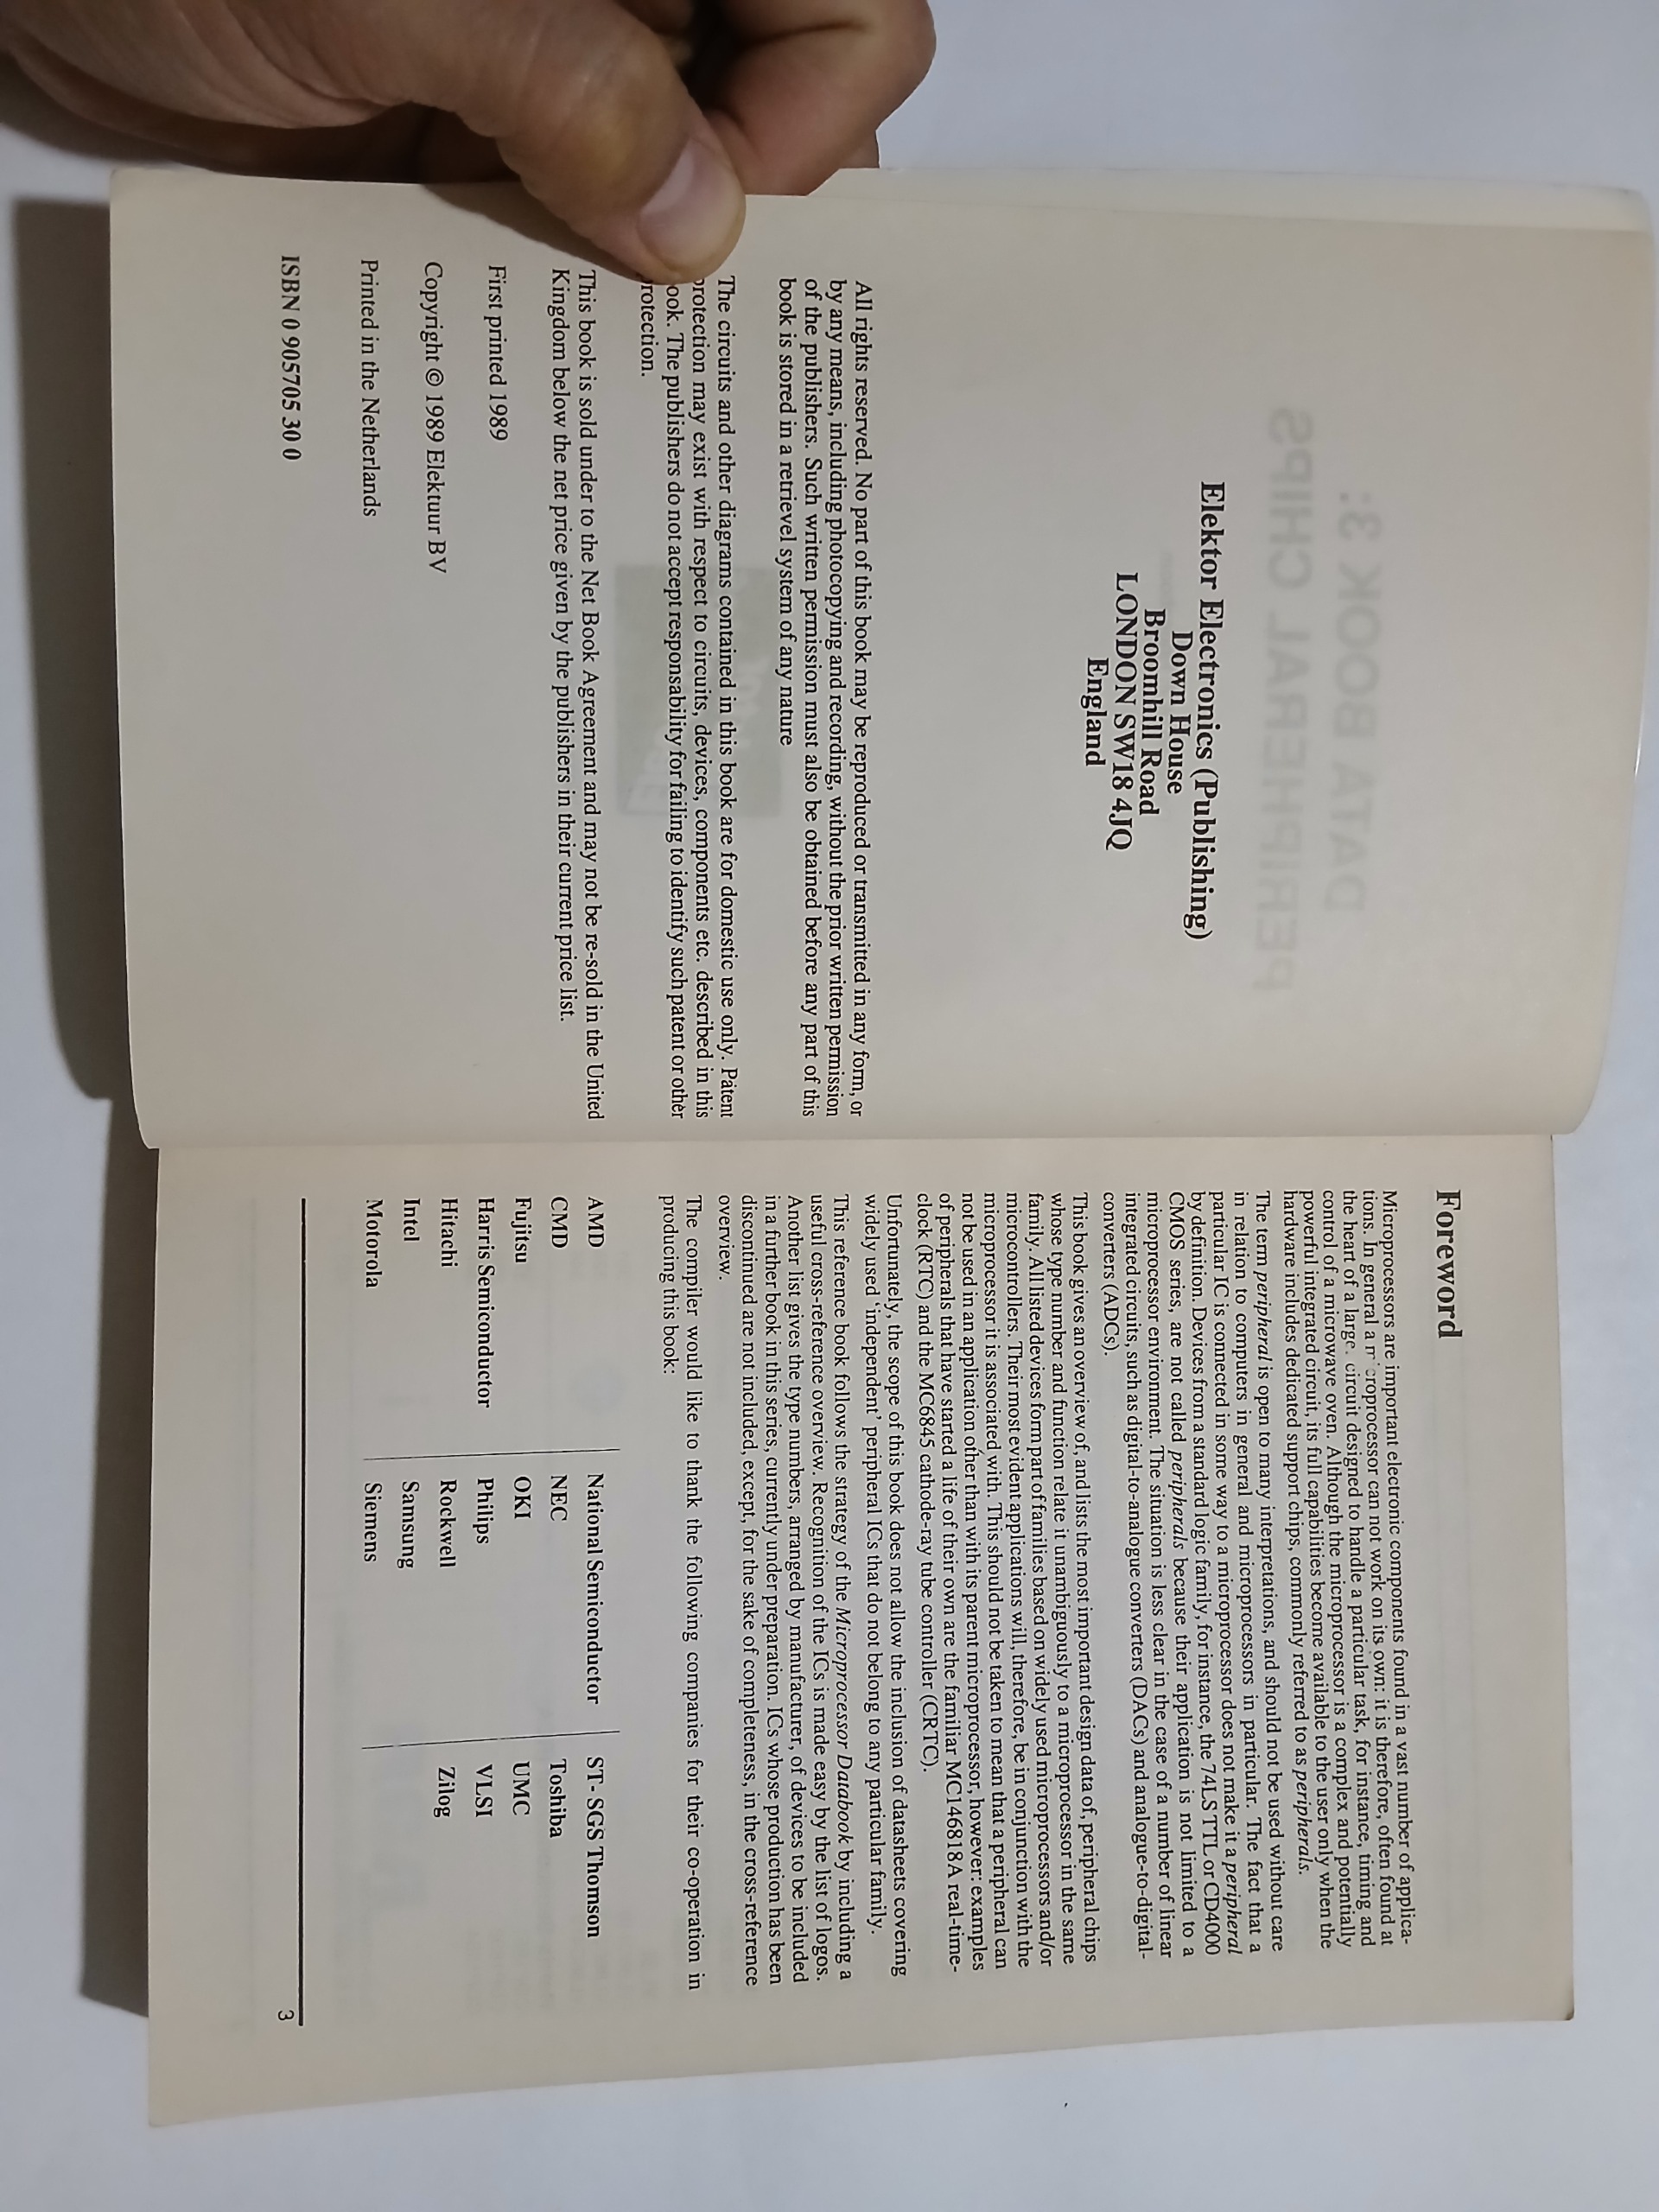 Elektor Electronics (Publishing)
Down House
Broomhill Road
LONDON SW18 4JQ
England
All rights reserved. No part of this book may be reproduced or transmitted in any form, or
by any means, including photocopying and recording, without the prior written permission
of the publishers. Such written permission must also be obtained before any part of this
book is stored in a retrievel system of any nature
The circuits and other diagrams contained in this book are for domestic use only. Patent
protection may exist with respect to circuits, devices, components etc. described in this
ook. The publishers do not accept responsability for failing to identify such patent or other
rotection.
This book is sold under to the Net Book Agreement and may not be re-sold in the United
Kingdom below the net price given by the publishers in their current price list.
First printed 1989
Copyright © 1989 Elektuur BV
Printed in the Netherlands
ISBN 0 905705 30 0
DATA BOOK 3:
PERIPHERAL CHIPS
Foreword
Microprocessors are important electronic components found in a vast number of applica-
tions. In general a microprocessor can not work on its own: it is therefore, often found at
the heart of a large circuit designed to handle a particular task, for instance, timing and
control of a microwave oven. Although the microprocessor is a complex and potentially
powerful integrated circuit, its full capabilities become available to the user only when the
hardware includes dedicated support chips, commonly referred to as peripherals.
The term peripheral is open to many interpretations, and should not be used without care
in relation to computers in general and microprocessors in particular. The fact that a
particular IC is connected in some way to a microprocessor does not make it a peripheral
by definition. Devices from a standard logic family, for instance, the 74LS TTL or CD4000
CMOS series, are not called peripherals because their application is not limited to a
microprocessor environment. The situation is less clear in the case of a number of linear
integrated circuits, such as digital-to-analogue converters (DACs) and analogue-to-digital-
converters (ADCs).
This book gives an overview of, and lists the most important design data of, peripheral chips
whose type number and function relate it unambiguously to a microprocessor in the same
family. All listed devices form part of families based on widely used microprocessors and/or
microcontrollers. Their most evident applications will, therefore, be in conjunction with the
microprocessor it is associated with. This should not be taken to mean that a peripheral can
not be used in an application other than with its parent microprocessor, however: examples
of peripherals that have started a life of their own are the familiar MC146818A real-time-
clock (RTC) and the MC6845 cathode-ray tube controller (CRTC).
Unfortunately, the scope of this book does not allow the inclusion of datasheets covering
widely used 'independent' peripheral ICs that do not belong to any particular family.
This reference book follows the strategy of the Microprocessor Databook by including a
useful cross-reference overview. Recognition of the ICs is made easy by the list of logos.
Another list gives the type numbers, arranged by manufacturer, of devices to be included
in a further book in this series, currently under preparation. ICs whose production has been
discontinued are not included, except, for the sake of completeness, in the cross-reference
overview.
The compiler would like to thank the following companies for their co-operation in
producing this book:
AMD
CMD
Fujitsu
Harris Semiconductor
Hitachi
Intel
Motorola
National Semiconductor
NEC
OKI
Philips
Rockwell
Samsung
Siemens
ST- SGS Thomson
Toshiba
UMC
VLSI
Zilog
3